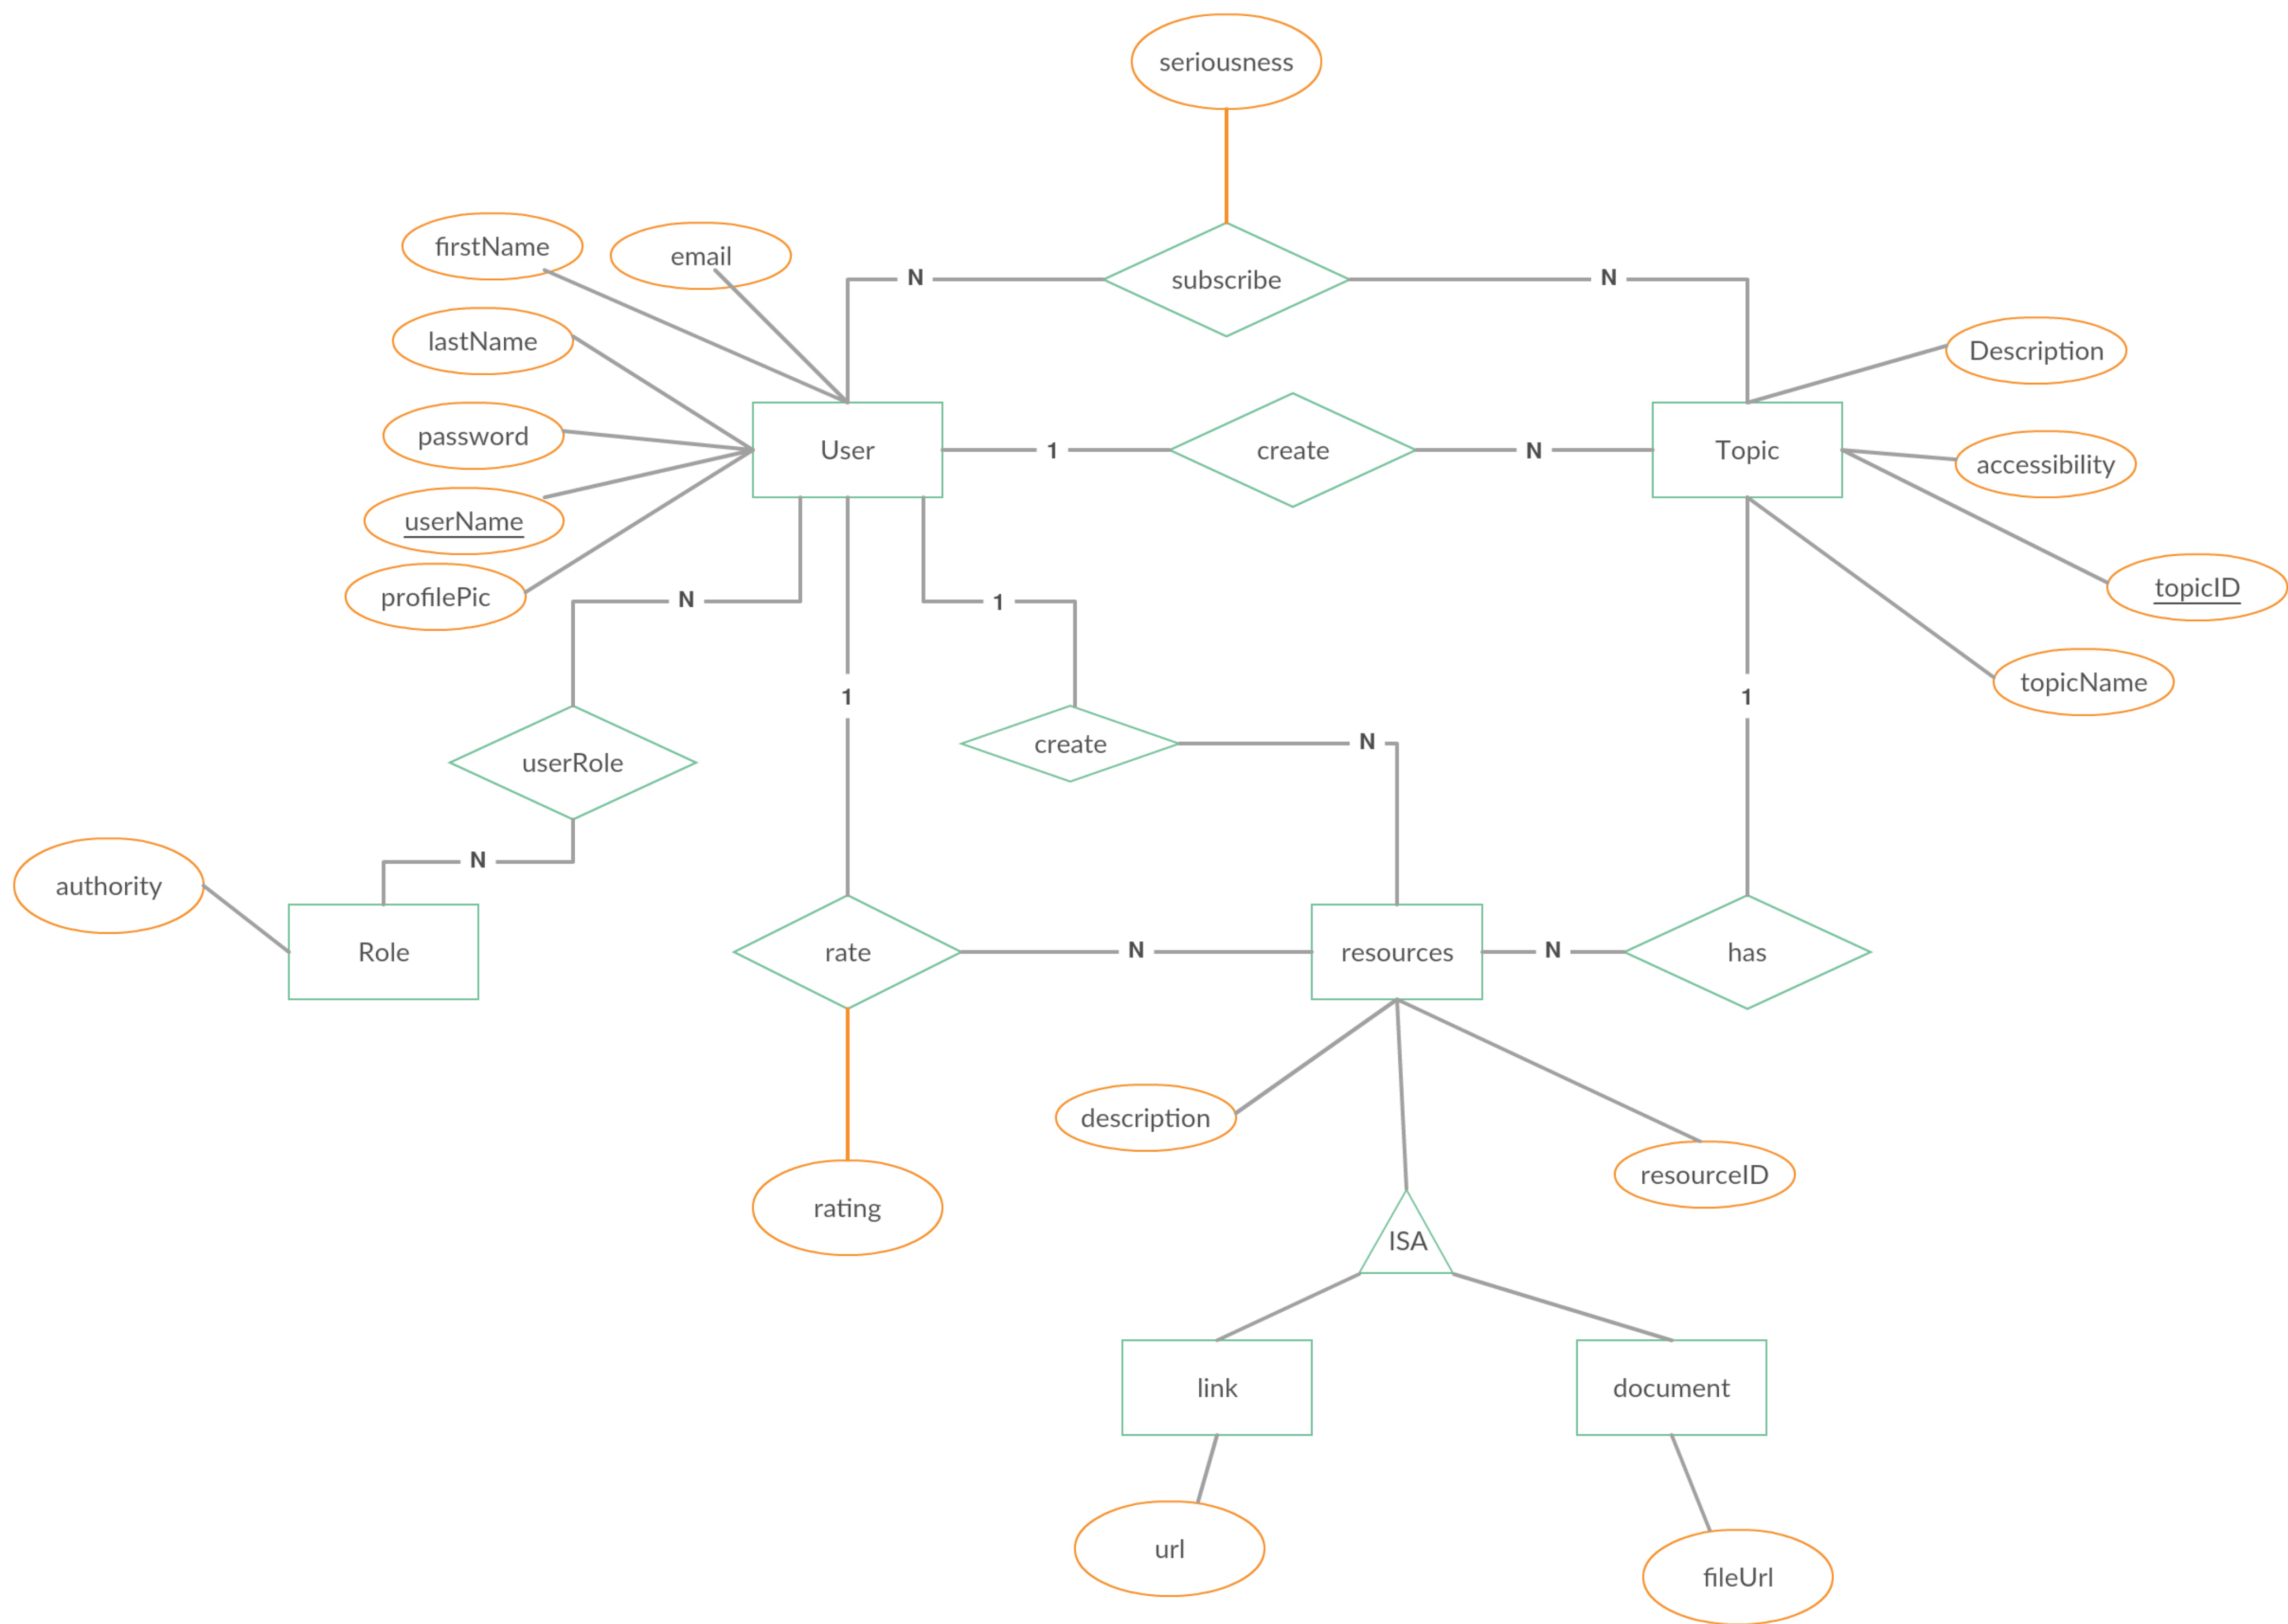 seriousness
firstName
email
subscribe
N
N
lastName
Description
password
User
1
create
N
Topic
accessibility
userName
topicID
profilePic
N
1
topicName
1
1
userRole
create
N
N
authority
Role
rate
N
resources
N
has
description
resourceID
rating
ISA
link
document
url
fileUrl